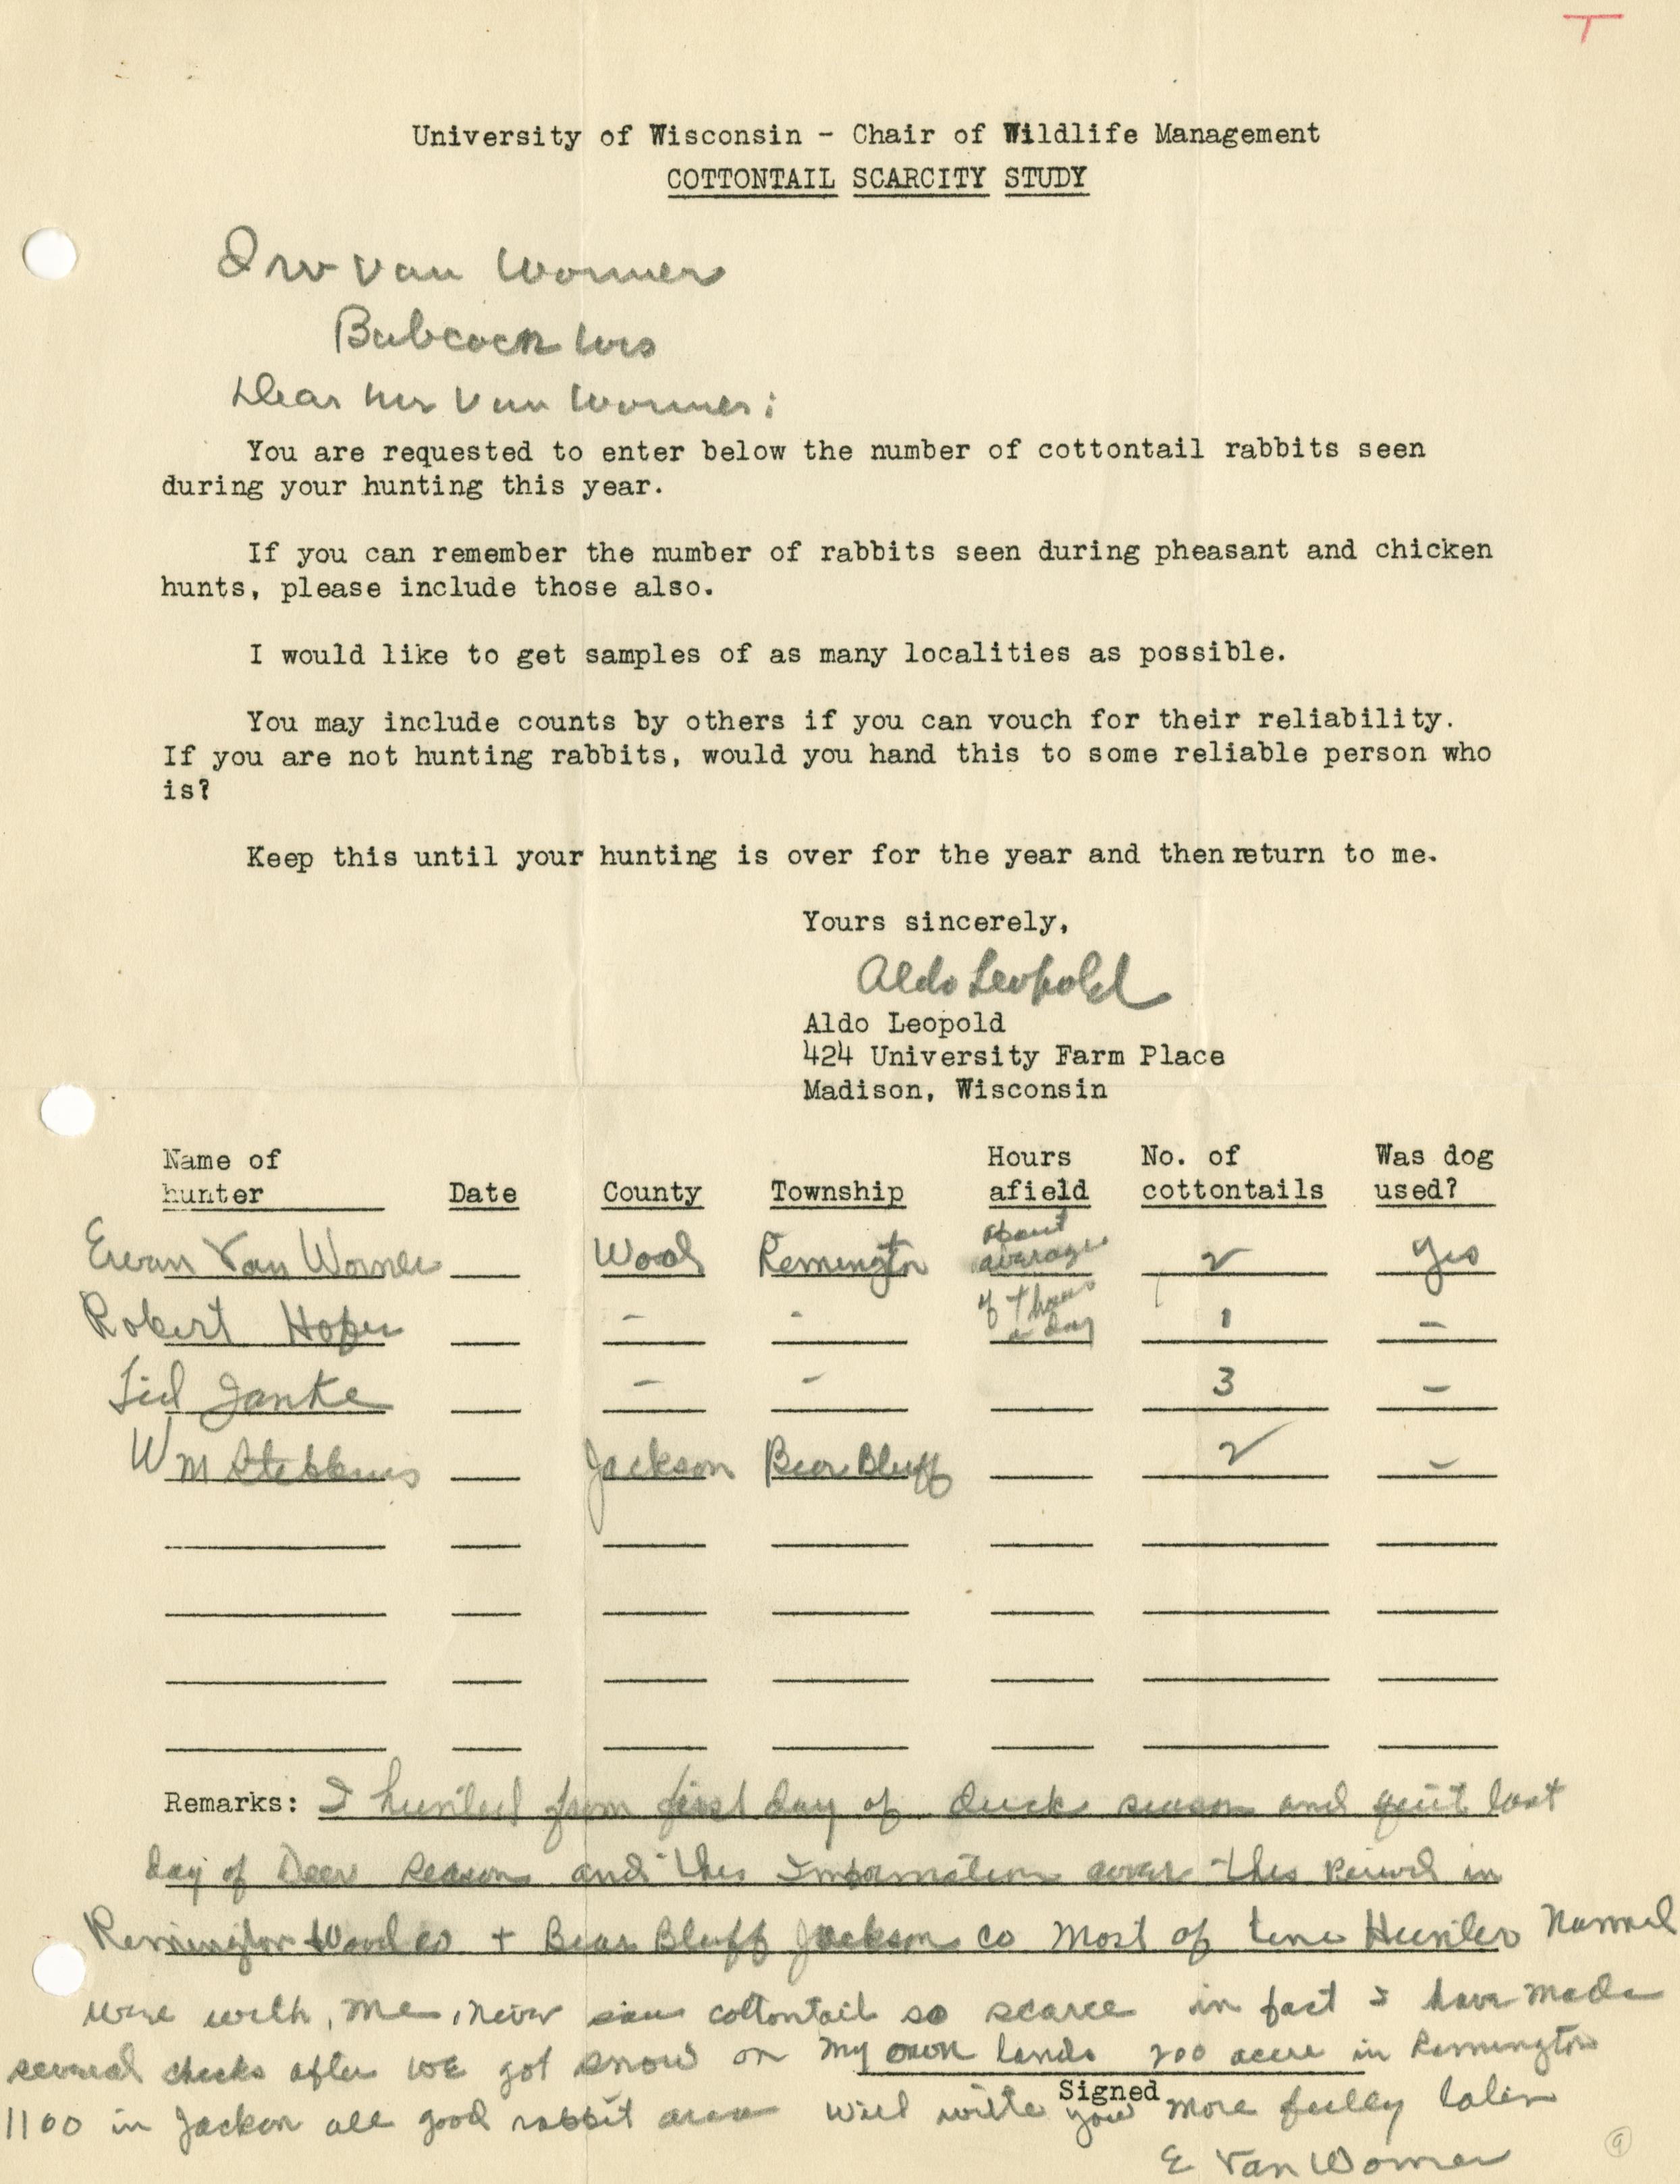 T
University of Wisconsin - Chair of Wildlife Management
COTTONTAIL SCARCITY STUDY
Irv Van Wormer
Babcock Wis
Dear Mr Van Wormer:
You are requested to enter below the number of cottontail rabbits seen
during your hunting this year.
If you can remember the number of rabbits seen during pheasant and chicken
hunts, please include those also.
I would like to get samples of as many localities as possible.
You may include counts by others if you can vouch for their reliability.
If you are not hunting rabbits, would you hand this to some reliable person who
is?
Keep this until your hunting is over for the year and then return to me.
Yours sincerely,
Aldo Leopold
Aldo Leopold
424 University Farm Place
Madison, Wisconsin
Name of hunter Date County Township Hours afield No. of cottontails Was dog used?
Van Wormer Wood Remington about average 2 yes
Robert - - of hours a day 1 -
Janke - - 3 -
Wm Stebbins Jackson Bear Bluff 2 -
Remarks: I hunted from first day of duck season and quit last
day of Deer season and this Information over this period in
Remington Wood co + Bear Bluff Jackson co Most of time Hunters Named
were with me, never saw cottontail so scarce in fact I have made
several checks after we got snow on my own lands 200 acre in Remington
1100 in Jackson all good rabbit area will write you more fully later
Signed
E Van Wormer
9